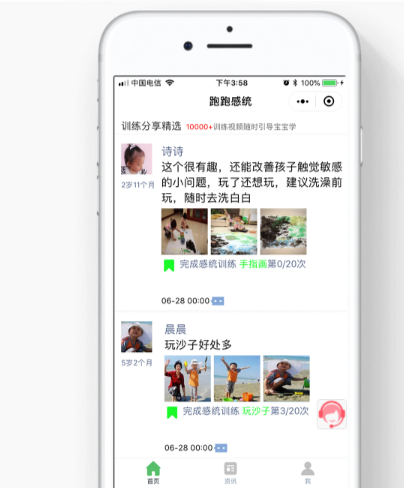 中国电信 下午3:58 100%
跑跑感统
训练分享精选 10000+训练视频随时引导宝宝学
诗诗
2岁11个月
这个很有趣，还能改善孩子触觉敏感
的小问题，玩了还想玩，建议洗澡前
玩，随时去洗白白
完成感统训练 手指画第0/20次
06-28 00:00
晨晨
5岁2个月
玩沙子好处多
完成感统训练 玩沙子第3/20次
06-28 00:00
首页 资讯 我